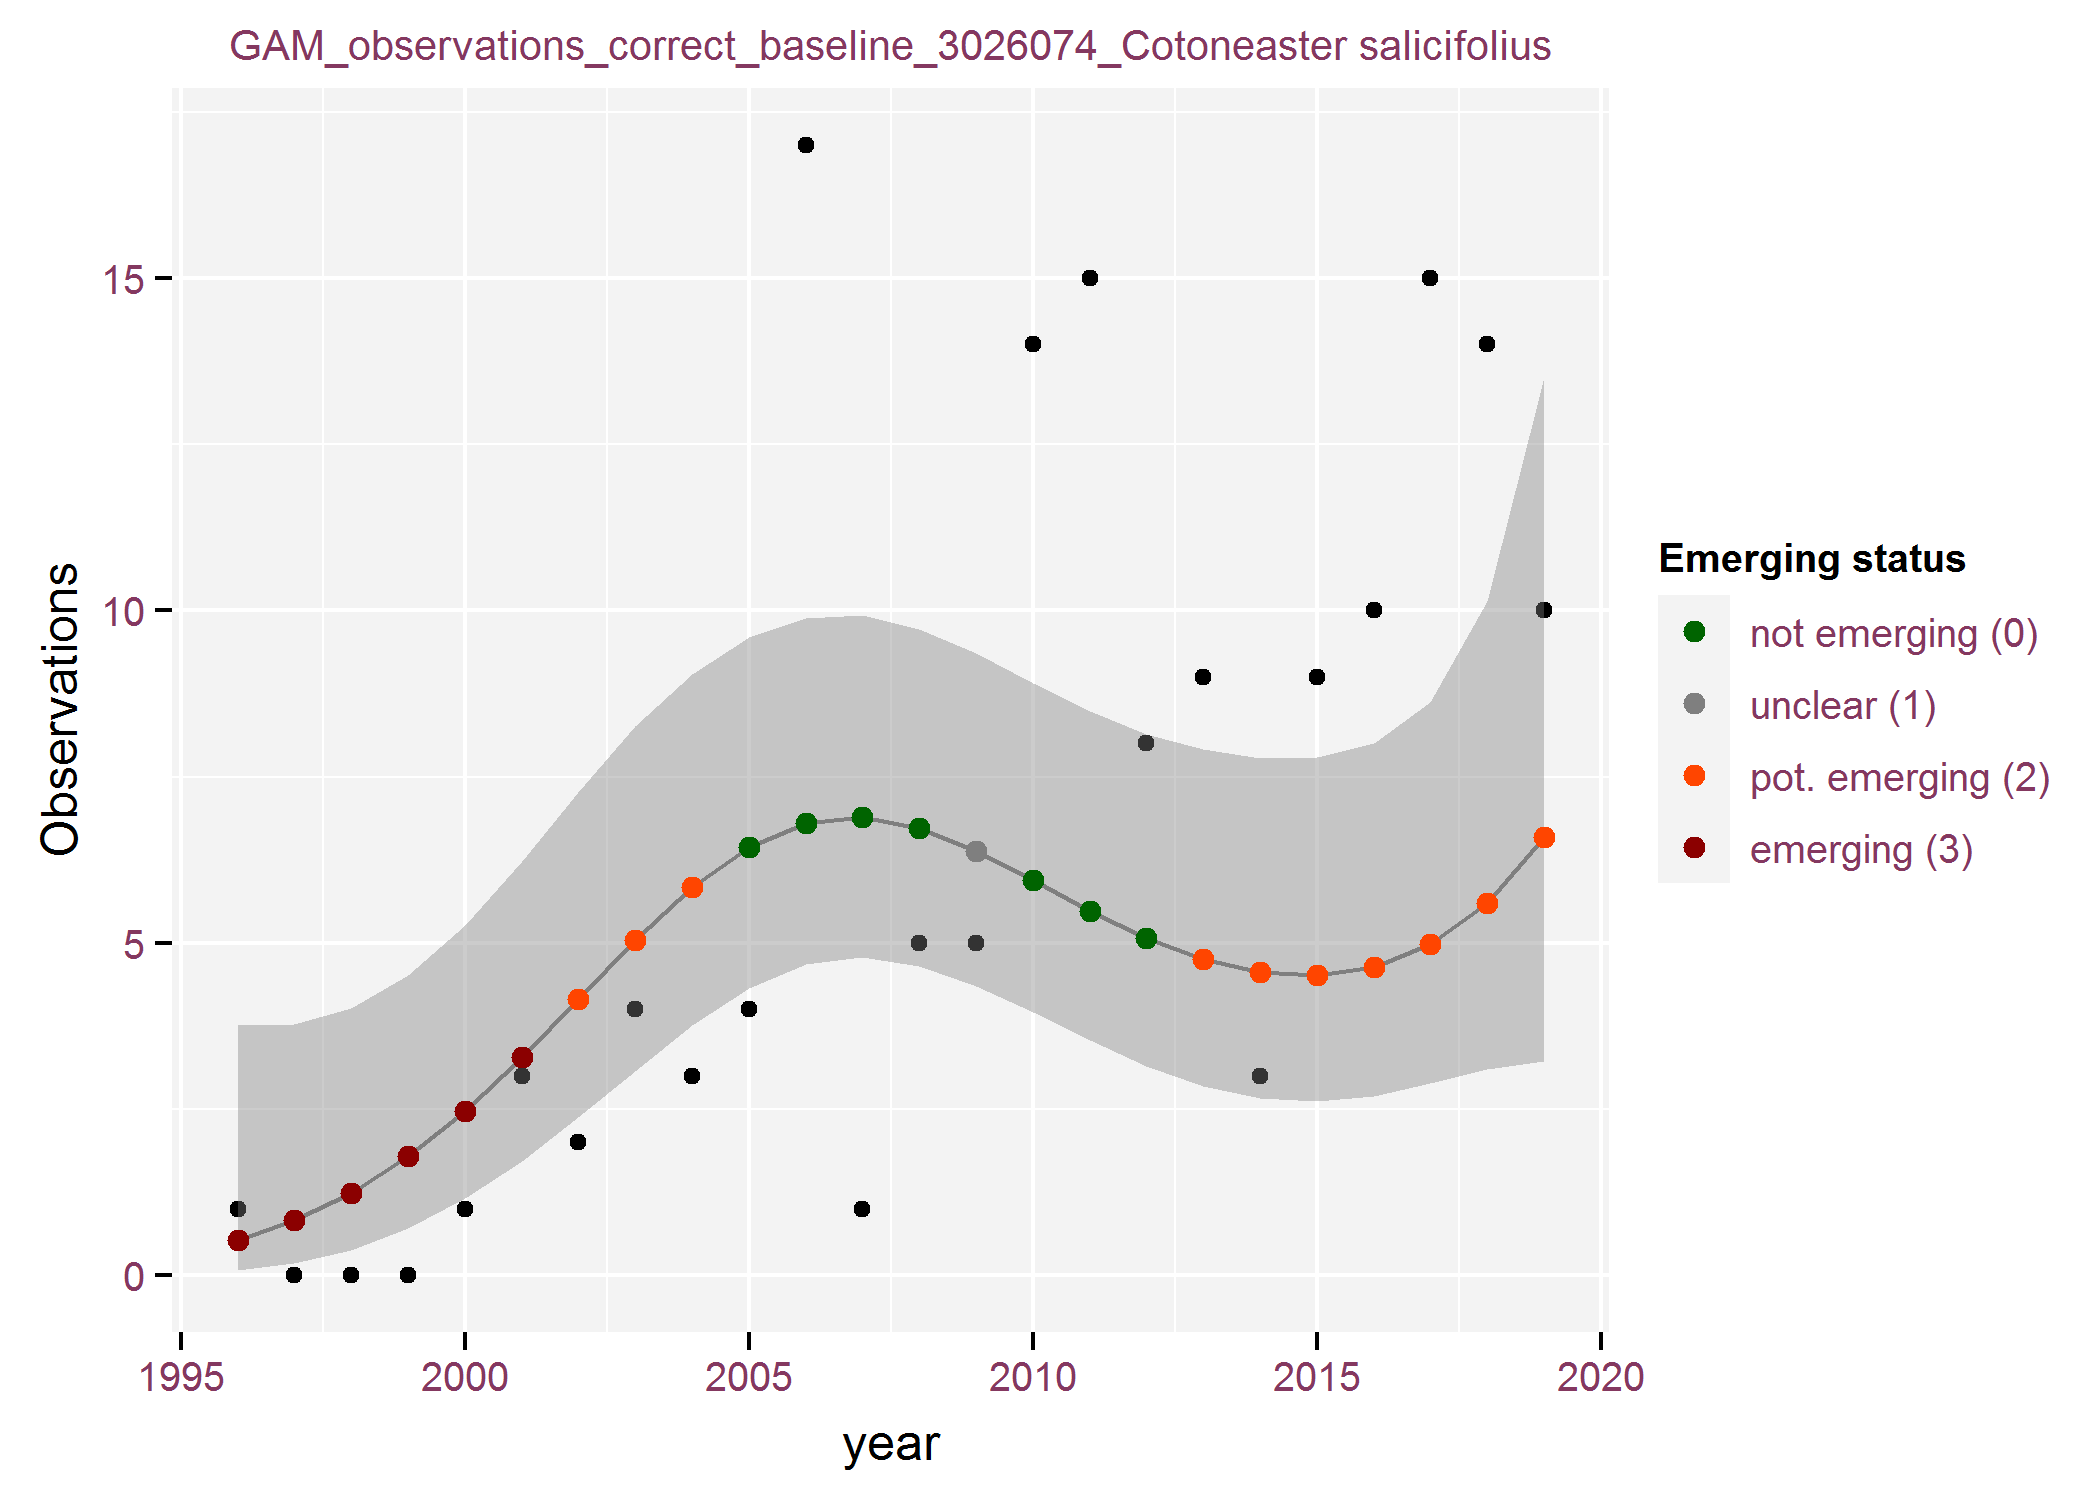 GAM_observations_correct_baseline_3026074_Cotoneaster salicifolius
Observations
15
10
5
0
1995
2000
2005
2010
2015
2020
year
Emerging status
not emerging (0)
unclear (1)
pot. emerging (2)
emerging (3)